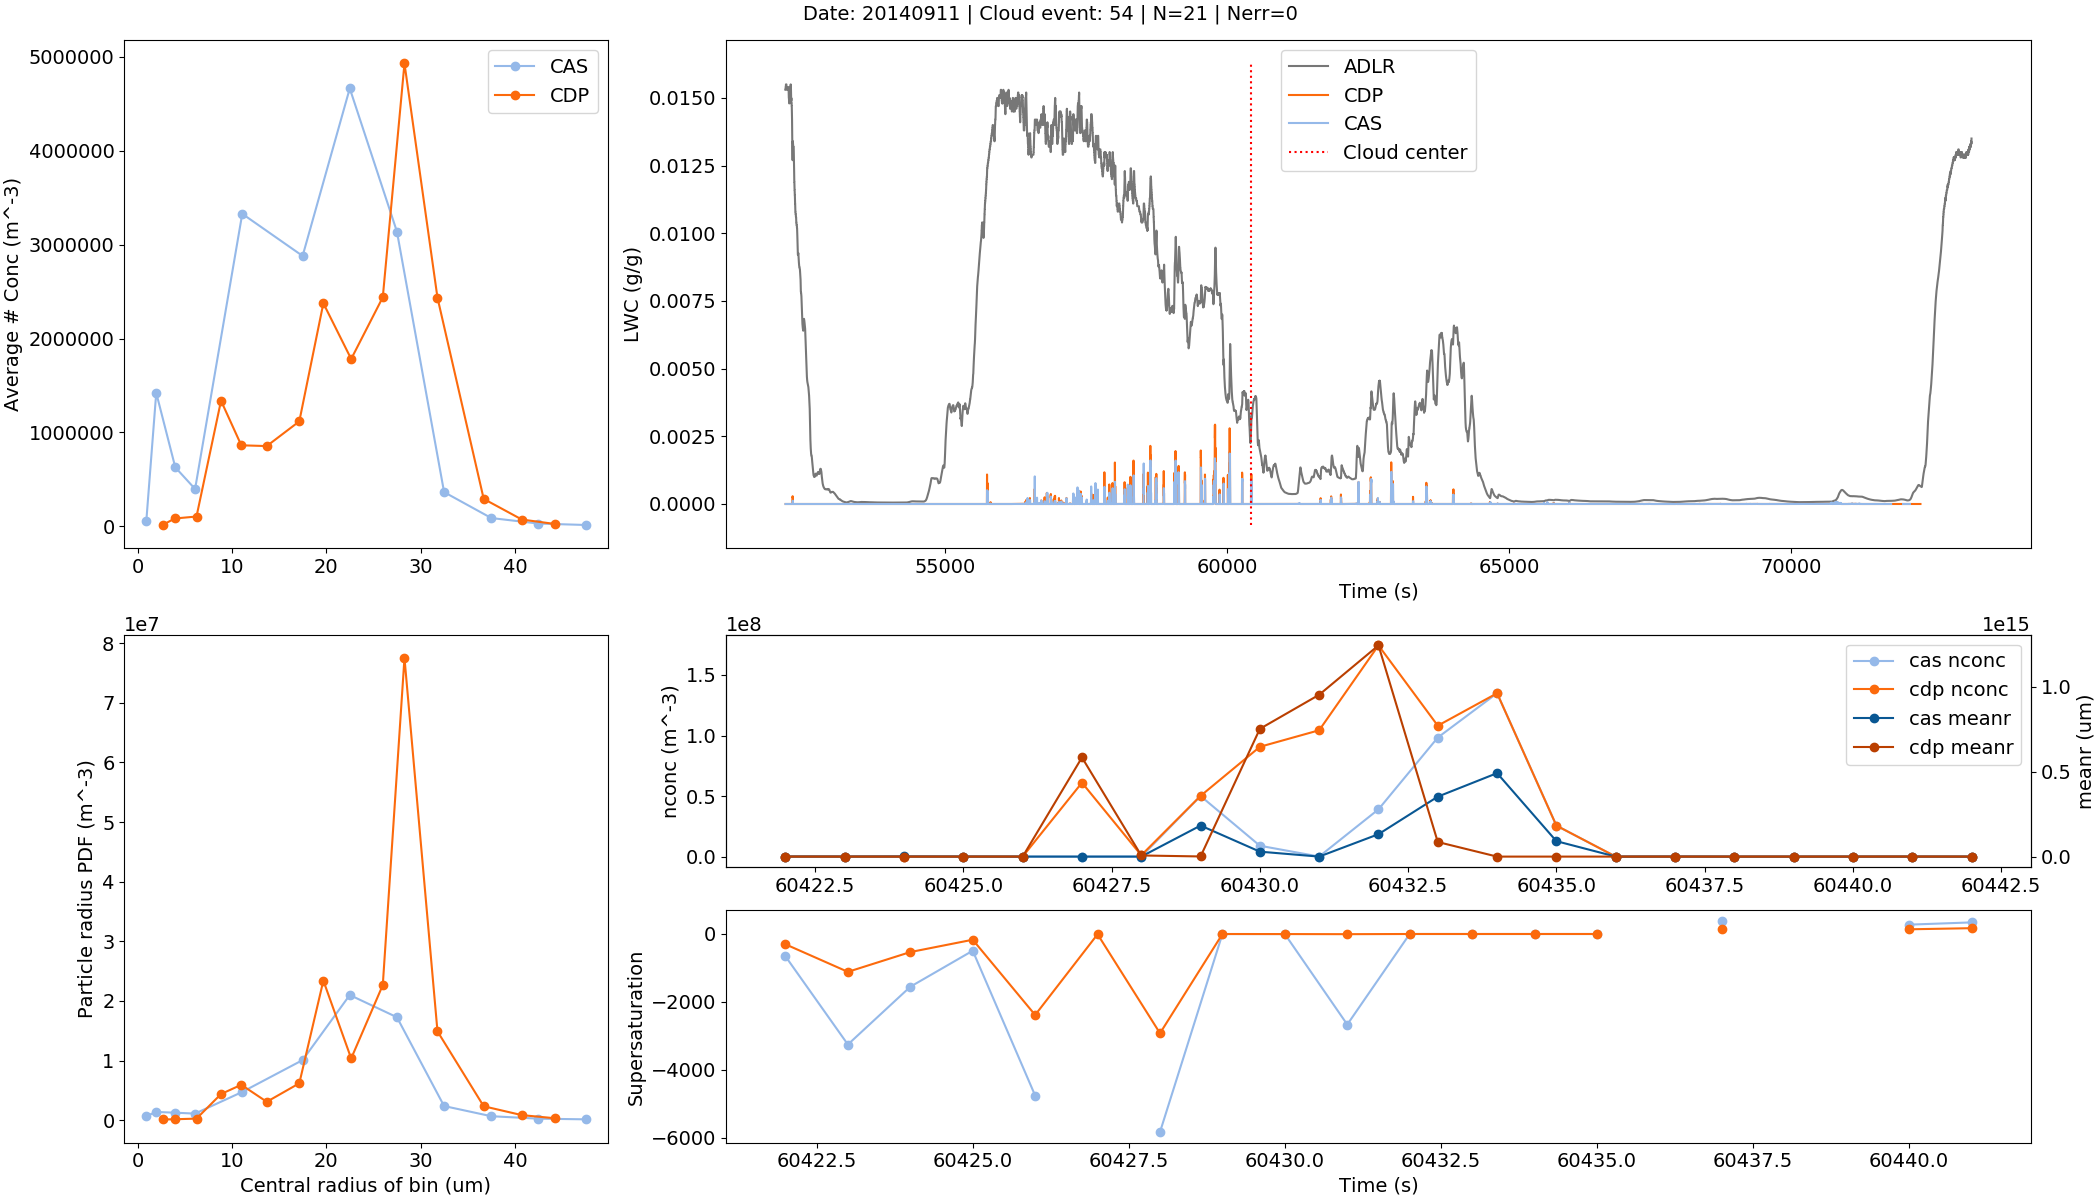 Date: 20140911 | Cloud event: 54 | N=21 | Nerr=0
5000000
4000000
3000000
2000000
1000000
0
Average # Conc (m^-3)
CAS
CDP
0 10 20 30 40
0.0150
0.0125
0.0100
0.0075
0.0050
0.0025
0.0000
LWC (g/g)
ADLR
CDP
CAS
Cloud center
55000 60000 65000 70000
Time (s)
1e7
8
7
6
5
4
3
2
1
0
Particle radius PDF (m^-3)
0 10 20 30 40
Central radius of bin (um)
1e8
1e15
1.5
1.0
0.5
0.0
nconc (m^-3)
cas nconc
cdp nconc
cas meanr
cdp meanr
1.0
0.5
0.0
meanr (um)
60422.5 60425.0 60427.5 60430.0 60432.5 60435.0 60437.5 60440.0 60442.5
0
−2000
−4000
−6000
Supersaturation
60422.5 60425.0 60427.5 60430.0 60432.5 60435.0 60437.5 60440.0
Time (s)